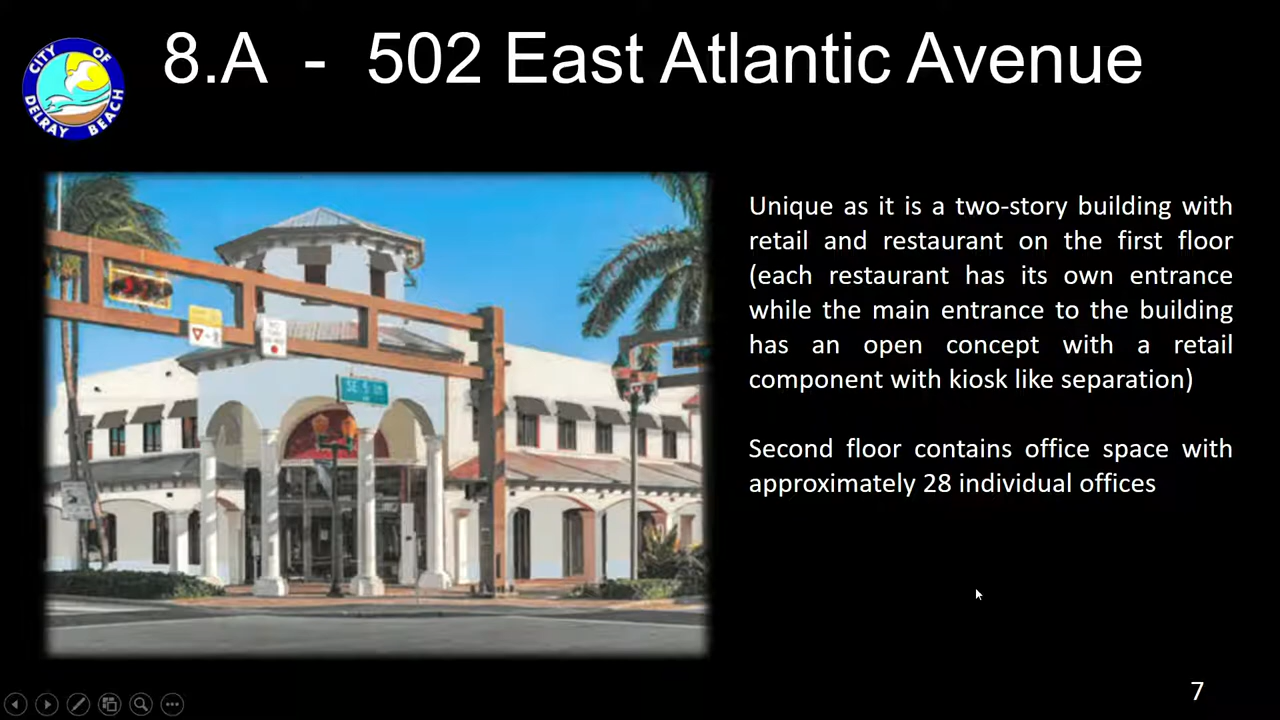 8.A - 502 East Atlantic Avenue
CITY OF
DELRAY BEACH
Unique as it is a two-story building with
retail and restaurant on the first floor
(each restaurant has its own entrance
while the main entrance to the building
has an open concept with a retail
component with kiosk like separation)
Second floor contains office space with
approximately 28 individual offices
SE 5 th
7